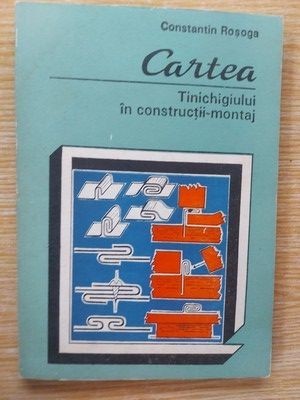 Constantin Roșoga
Cartea
Tinichigiului
în construcții-montaj